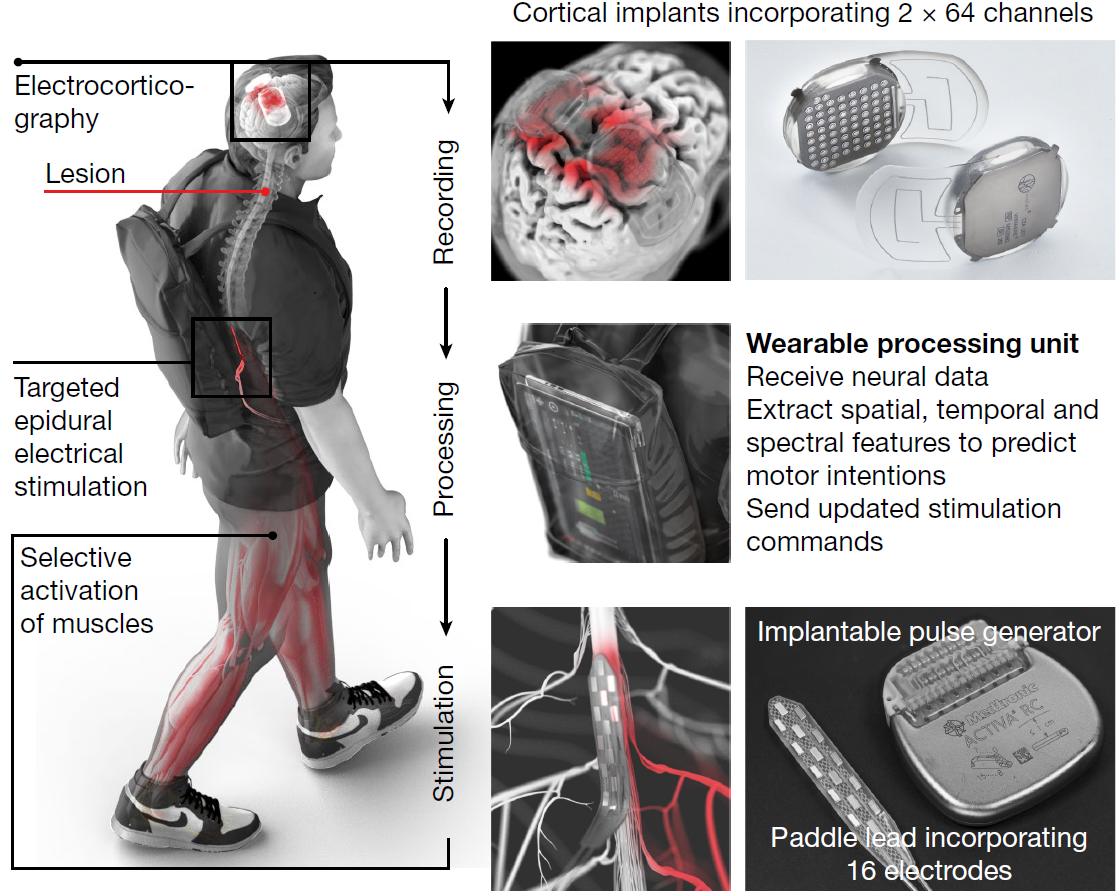 Cortical implants incorporating 2 × 64 channels
Electrocortico-
graphy
Lesion
Recording
Targeted
epidural
electrical
stimulation
Processing
Wearable processing unit
Receive neural data
Extract spatial, temporal and
spectral features to predict
motor intentions
Send updated stimulation
commands
Selective
activation
of muscles
Stimulation
Implantable pulse generator
Medtronic
ACTIVA® RC
Paddle lead incorporating
16 electrodes